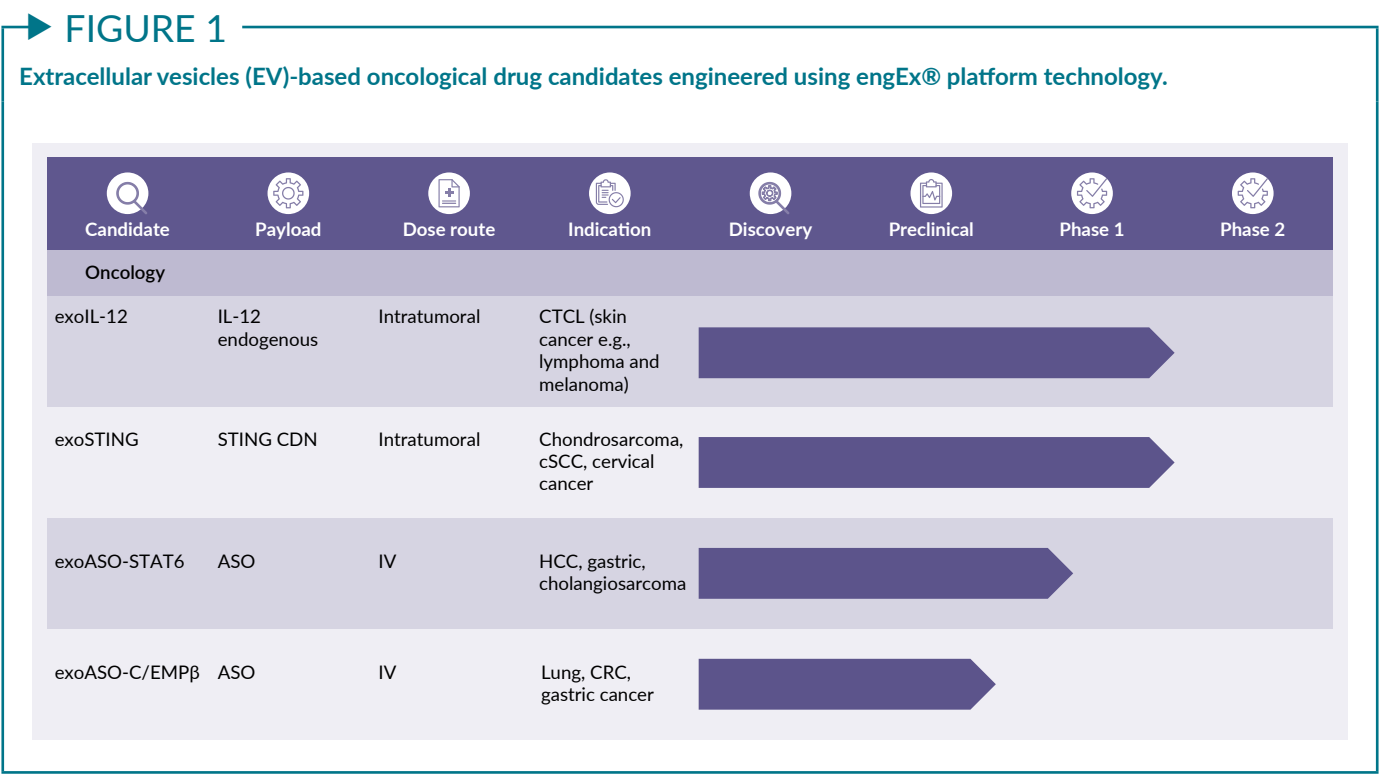 FIGURE 1
Extracellular vesicles (EV)-based oncological drug candidates engineered using engEx® platform technology.
Candidate Payload Dose route Indication Discovery Preclinical Phase 1 Phase 2
Oncology
exoIL-12 IL-12 Intratumoral CTCL (skin
endogenous cancer e.g.,
lymphoma and
melanoma)
exoSTING STING CDN Intratumoral Chondrosarcoma,
cSCC, cervical
cancer
exoASO-STAT6 ASO IV HCC, gastric,
cholangiosarcoma
exoASO-C/EMPβ ASO IV Lung, CRC,
gastric cancer